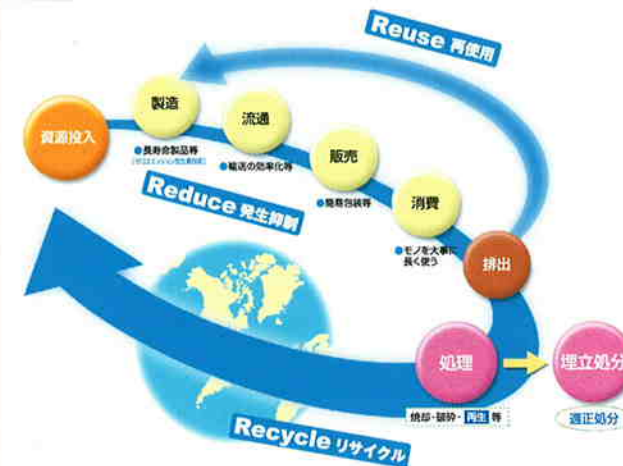 Reuse 再使用
製造
資源投入
流通
●長寿命製品等
販売
●輸送の効率化等
Reduce 発生抑制
●簡易包装等
消費
●モノを大事に
長く使う
排出
処理
埋立処分
焼却・破砕・再生 等
適正処分
Recycle リサイクル